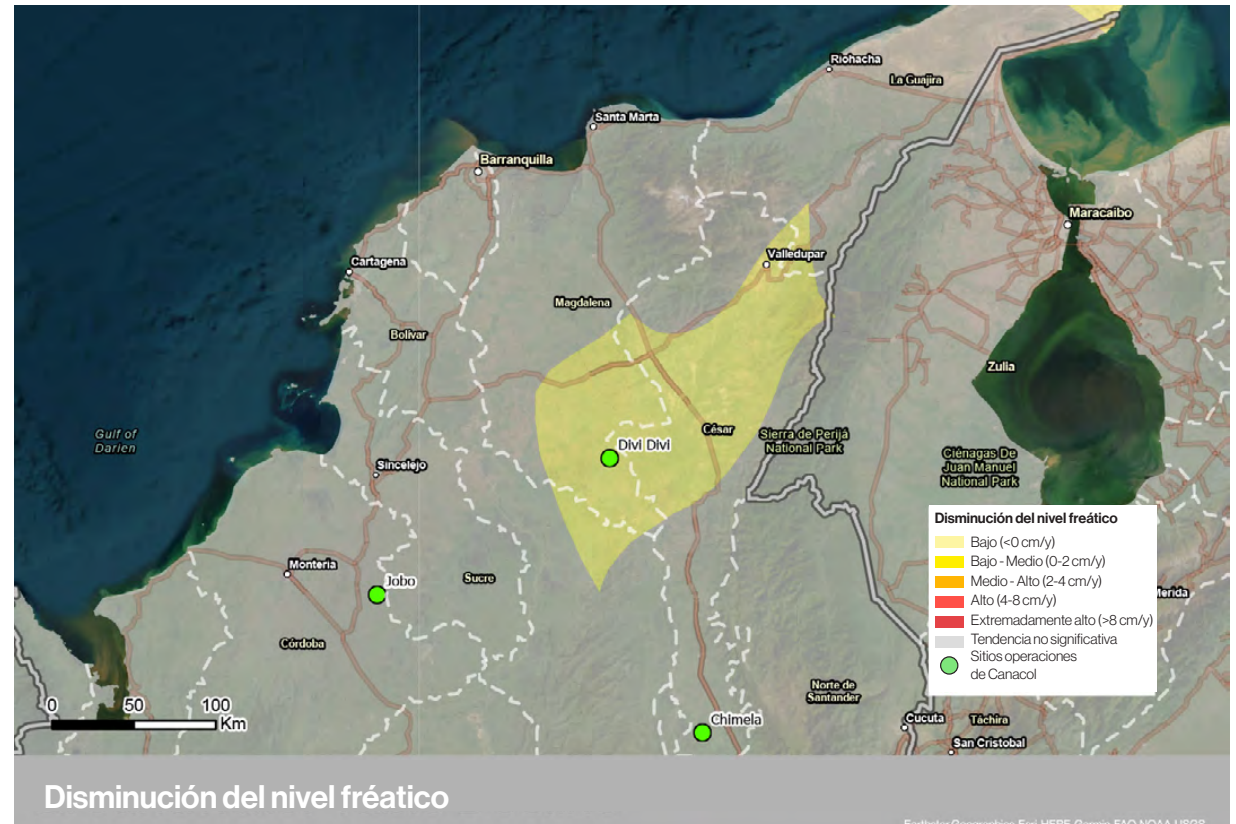 Riohacha
La Guajira
Santa Marta
Barranquilla
Maracaibo
Valledupar
Cartagena
Magdalena
Bolívar
Zulia
César
Sierra de Perijá
National Park
Gulf of
Darien
Divi Divi
Ciénagas De
Juan Manuel
National Park
Sincelejo
Disminución del nivel freático
Bajo (<0 cm/y)
Bajo - Medio (0-2 cm/y)
Medio - Alto (2-4 cm/y)
Alto (4-8 cm/y)
Extremadamente alto (>8 cm/y)
Tendencia no significativa
Sitios operaciones
de Canacol
Montería
Jobo
Sucre
Merida
Córdoba
Norte de
Santander
0 50 100
Km
Chimela
Cucuta
Táchira
San Cristobal
Disminución del nivel fréatico